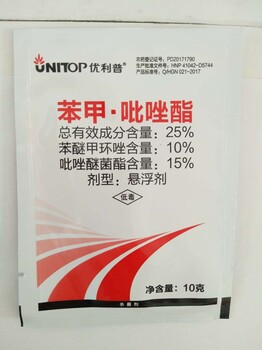 UNITOP 优利普
农药登记证号：PD20171790
生产批准文件号：HNP 41042-D5744
产品标准号：Q/HGN 021-2017
苯甲·吡唑酯
总有效成分含量：25%
苯醚甲环唑含量：10%
吡唑醚菌酯含量：15%
剂型：悬浮剂
低毒
净含量：10克
杀菌剂